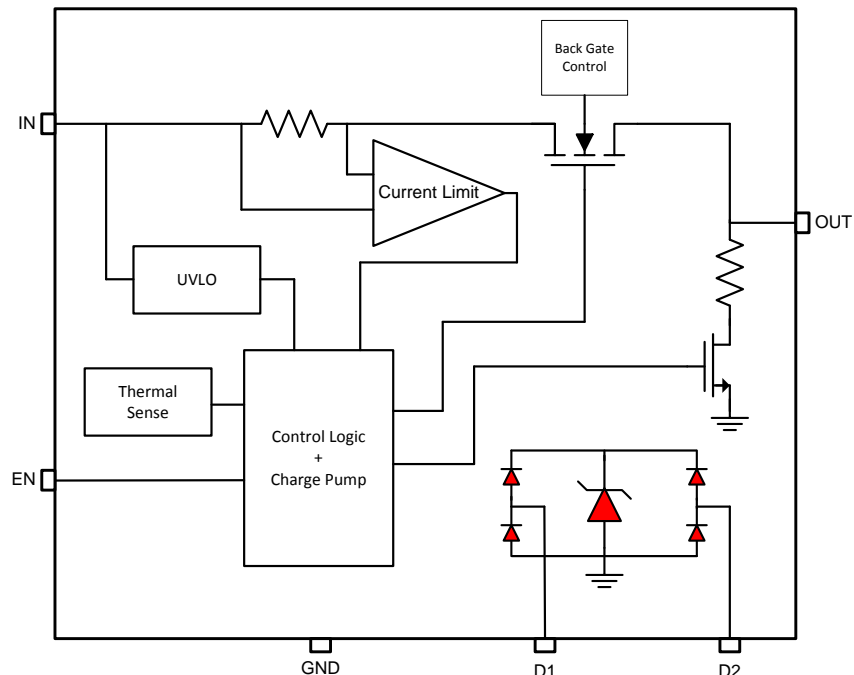 Back Gate
Control
IN
Current Limit
OUT
UVLO
Thermal
Sense
Control Logic
+
Charge Pump
EN
GND
D1
D2